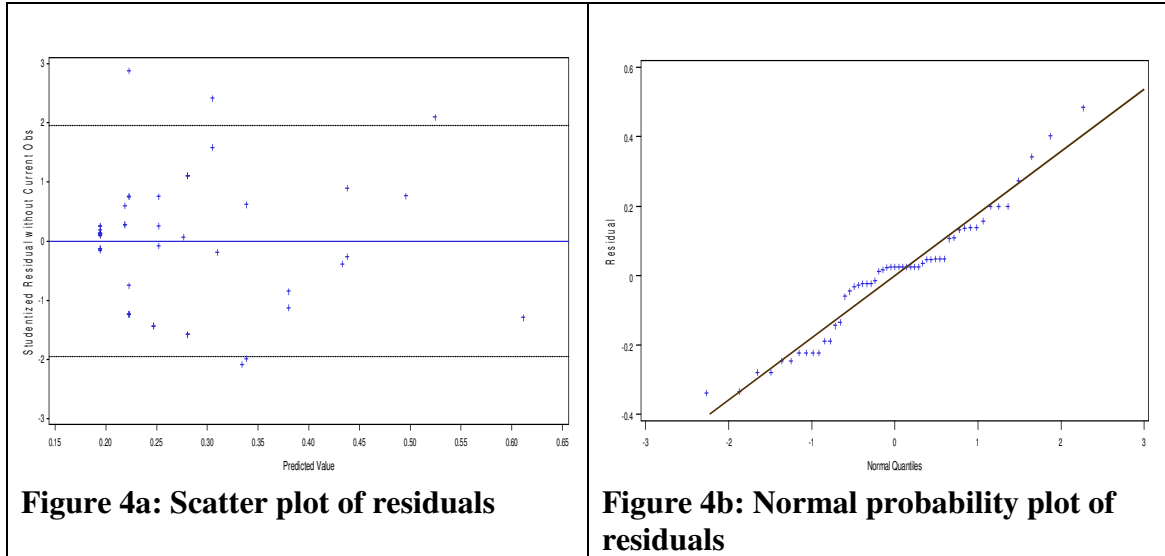 3
2
1
0
-1
-2
-3
Studentized Residual without Current Obs
0.15 0.20 0.25 0.30 0.35 0.40 0.45 0.50 0.55 0.60 0.65
Predicted Value
Figure 4a: Scatter plot of residuals
0.6
0.4
0.2
0
-0.2
-0.4
Residual
-3 -2 -1 0 1 2 3
Normal Quantiles
Figure 4b: Normal probability plot of
residuals